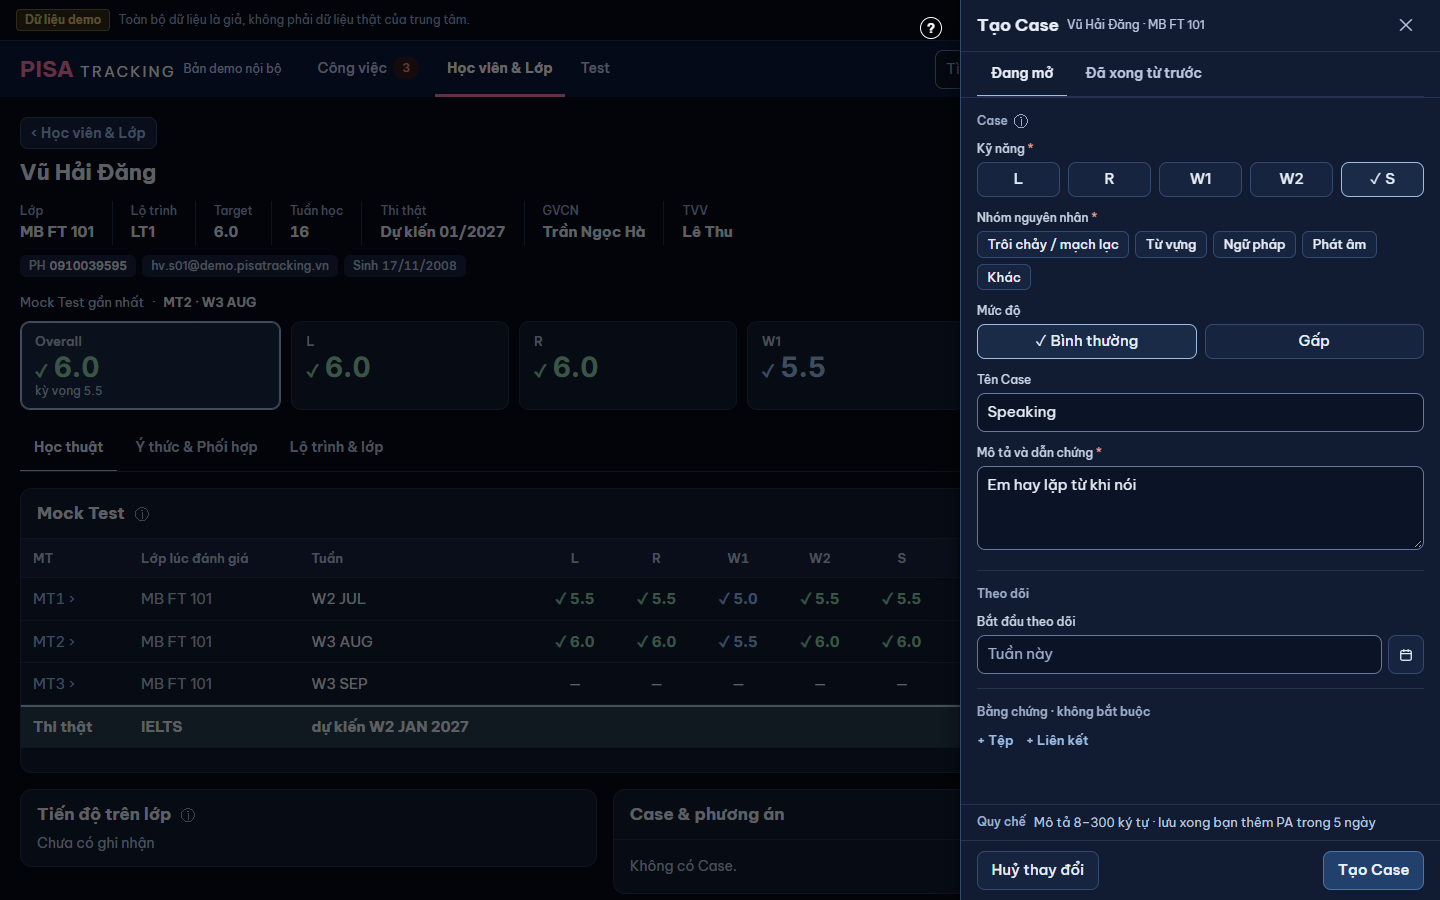 Dữ liệu demo Toàn bộ dữ liệu là giả, không phải dữ liệu thật của trung tâm.
?
PISA TRACKING Bản demo nội bộ Công việc 3 Học viên & Lớp Test
‹ Học viên & Lớp
Vũ Hải Đăng
Lớp Lộ trình Target Tuần học Thi thật GVCN TVV
MB FT 101 LT1 6.0 16 Dự kiến 01/2027 Trần Ngọc Hà Lê Thu
PH 0910039595 hv.s01@demo.pisatracking.vn Sinh 17/11/2008
Mock Test gần nhất · MT2 · W3 AUG
Overall L R W1
✓ 6.0 ✓ 6.0 ✓ 6.0 ✓ 5.5
kỳ vọng 5.5
Học thuật Ý thức & Phối hợp Lộ trình & lớp
Mock Test
MT Lớp lúc đánh giá Tuần L R W1 W2 S
MT1 › MB FT 101 W2 JUL ✓ 5.5 ✓ 5.5 ✓ 5.0 ✓ 5.5 ✓ 5.5
MT2 › MB FT 101 W3 AUG ✓ 6.0 ✓ 6.0 ✓ 5.5 ✓ 6.0 ✓ 6.0
MT3 › MB FT 101 W3 SEP – – – – –
Thi thật IELTS dự kiến W2 JAN 2027
Tiến độ trên lớp
Chưa có ghi nhận
Case & phương án
Không có Case.
Tạo Case Vũ Hải Đăng · MB FT 101
Đang mở Đã xong từ trước
Case
Kỹ năng *
L R W1 W2 ✓ S
Nhóm nguyên nhân *
Trôi chảy / mạch lạc Từ vựng Ngữ pháp Phát âm
Khác
Mức độ
✓ Bình thường Gấp
Tên Case
Speaking
Mô tả và dẫn chứng *
Em hay lặp từ khi nói
Theo dõi
Bắt đầu theo dõi
Tuần này
Bằng chứng · không bắt buộc
+ Tệp + Liên kết
Quy chế Mô tả 8–300 ký tự · lưu xong bạn thêm PA trong 5 ngày
Huỷ thay đổi Tạo Case